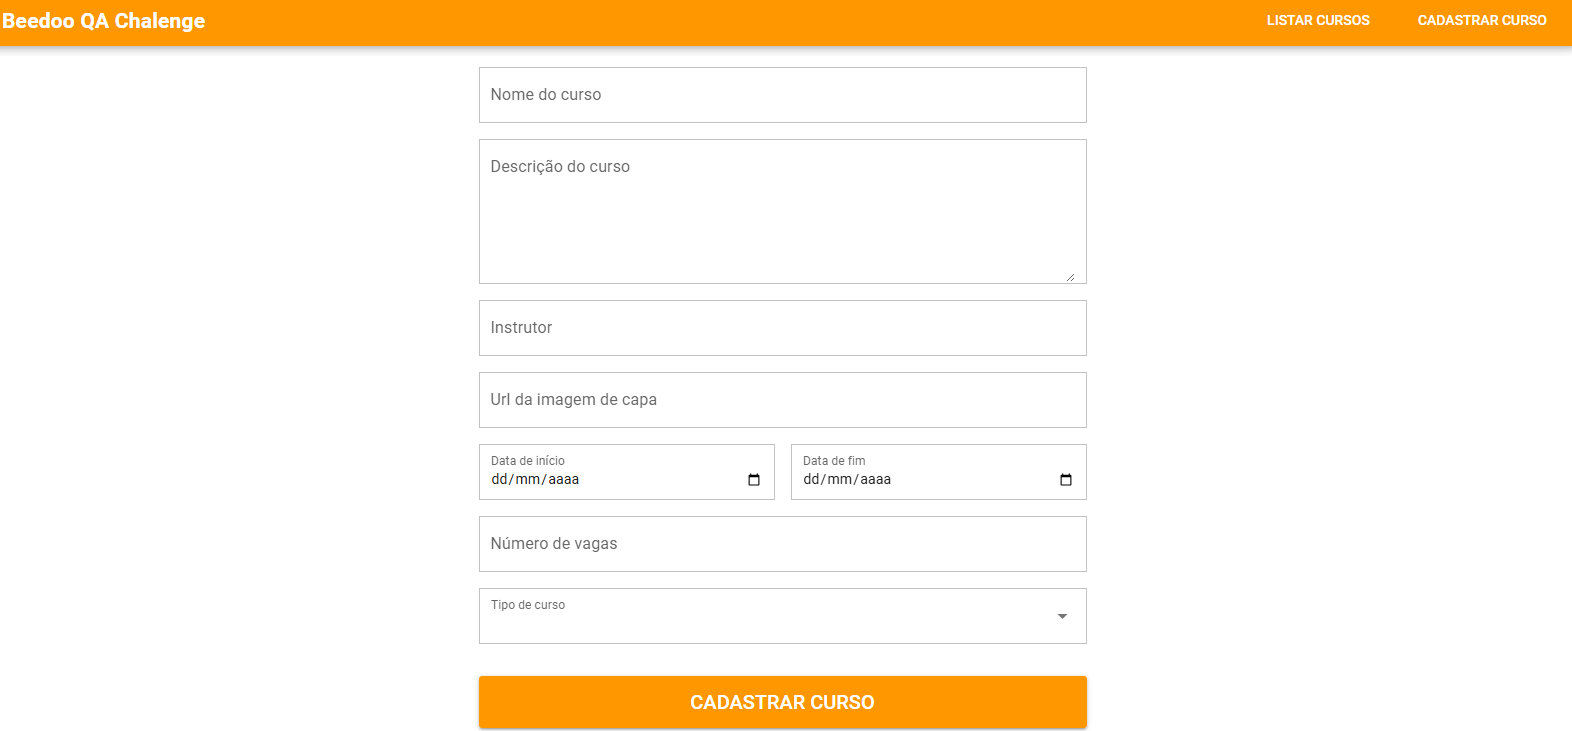 Beedoo QA Chalenge
LISTAR CURSOS
CADASTRAR CURSO
Nome do curso
Descrição do curso
Instrutor
Url da imagem de capa
Data de início
dd/mm/aaaa
Data de fim
dd/mm/aaaa
Número de vagas
Tipo de curso
CADASTRAR CURSO